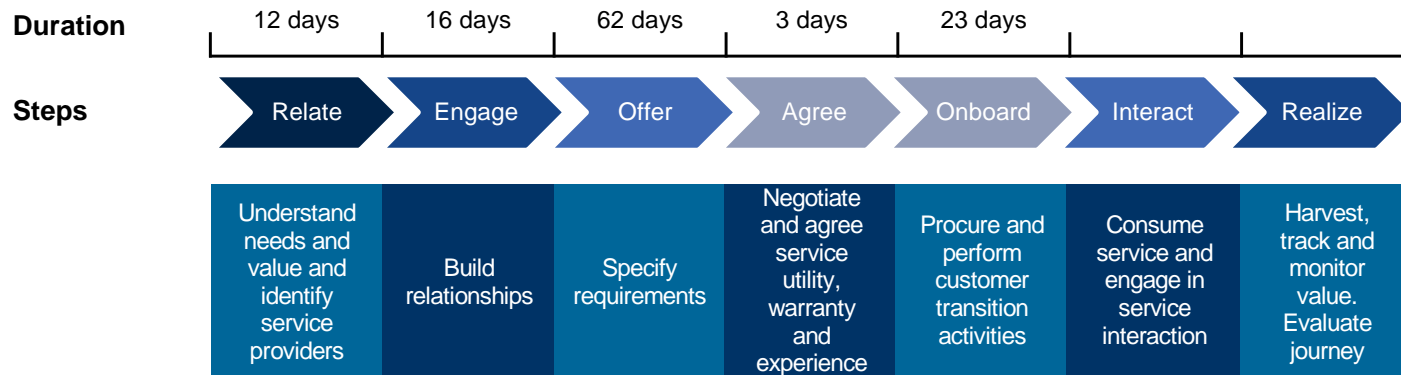 Duration
12 days
16 days
62 days
3 days
23 days
Steps
Relate
Engage
Offer
Agree
Onboard
Interact
Realize
Understand
needs and
value and
identify
service
providers
Build
relationships
Specify
requirements
Negotiate
and agree
service
utility,
warranty
and
experience
Procure and
perform
customer
transition
activities
Consume
service and
engage in
service
interaction
Harvest,
track and
monitor
value.
Evaluate
journey